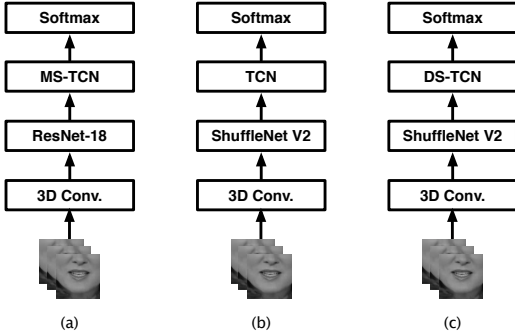 Softmax Softmax Softmax
MS-TCN TCN DS-TCN
ResNet-18 ShuffleNet V2 ShuffleNet V2
3D Conv. 3D Conv. 3D Conv.
(a) (b) (c)